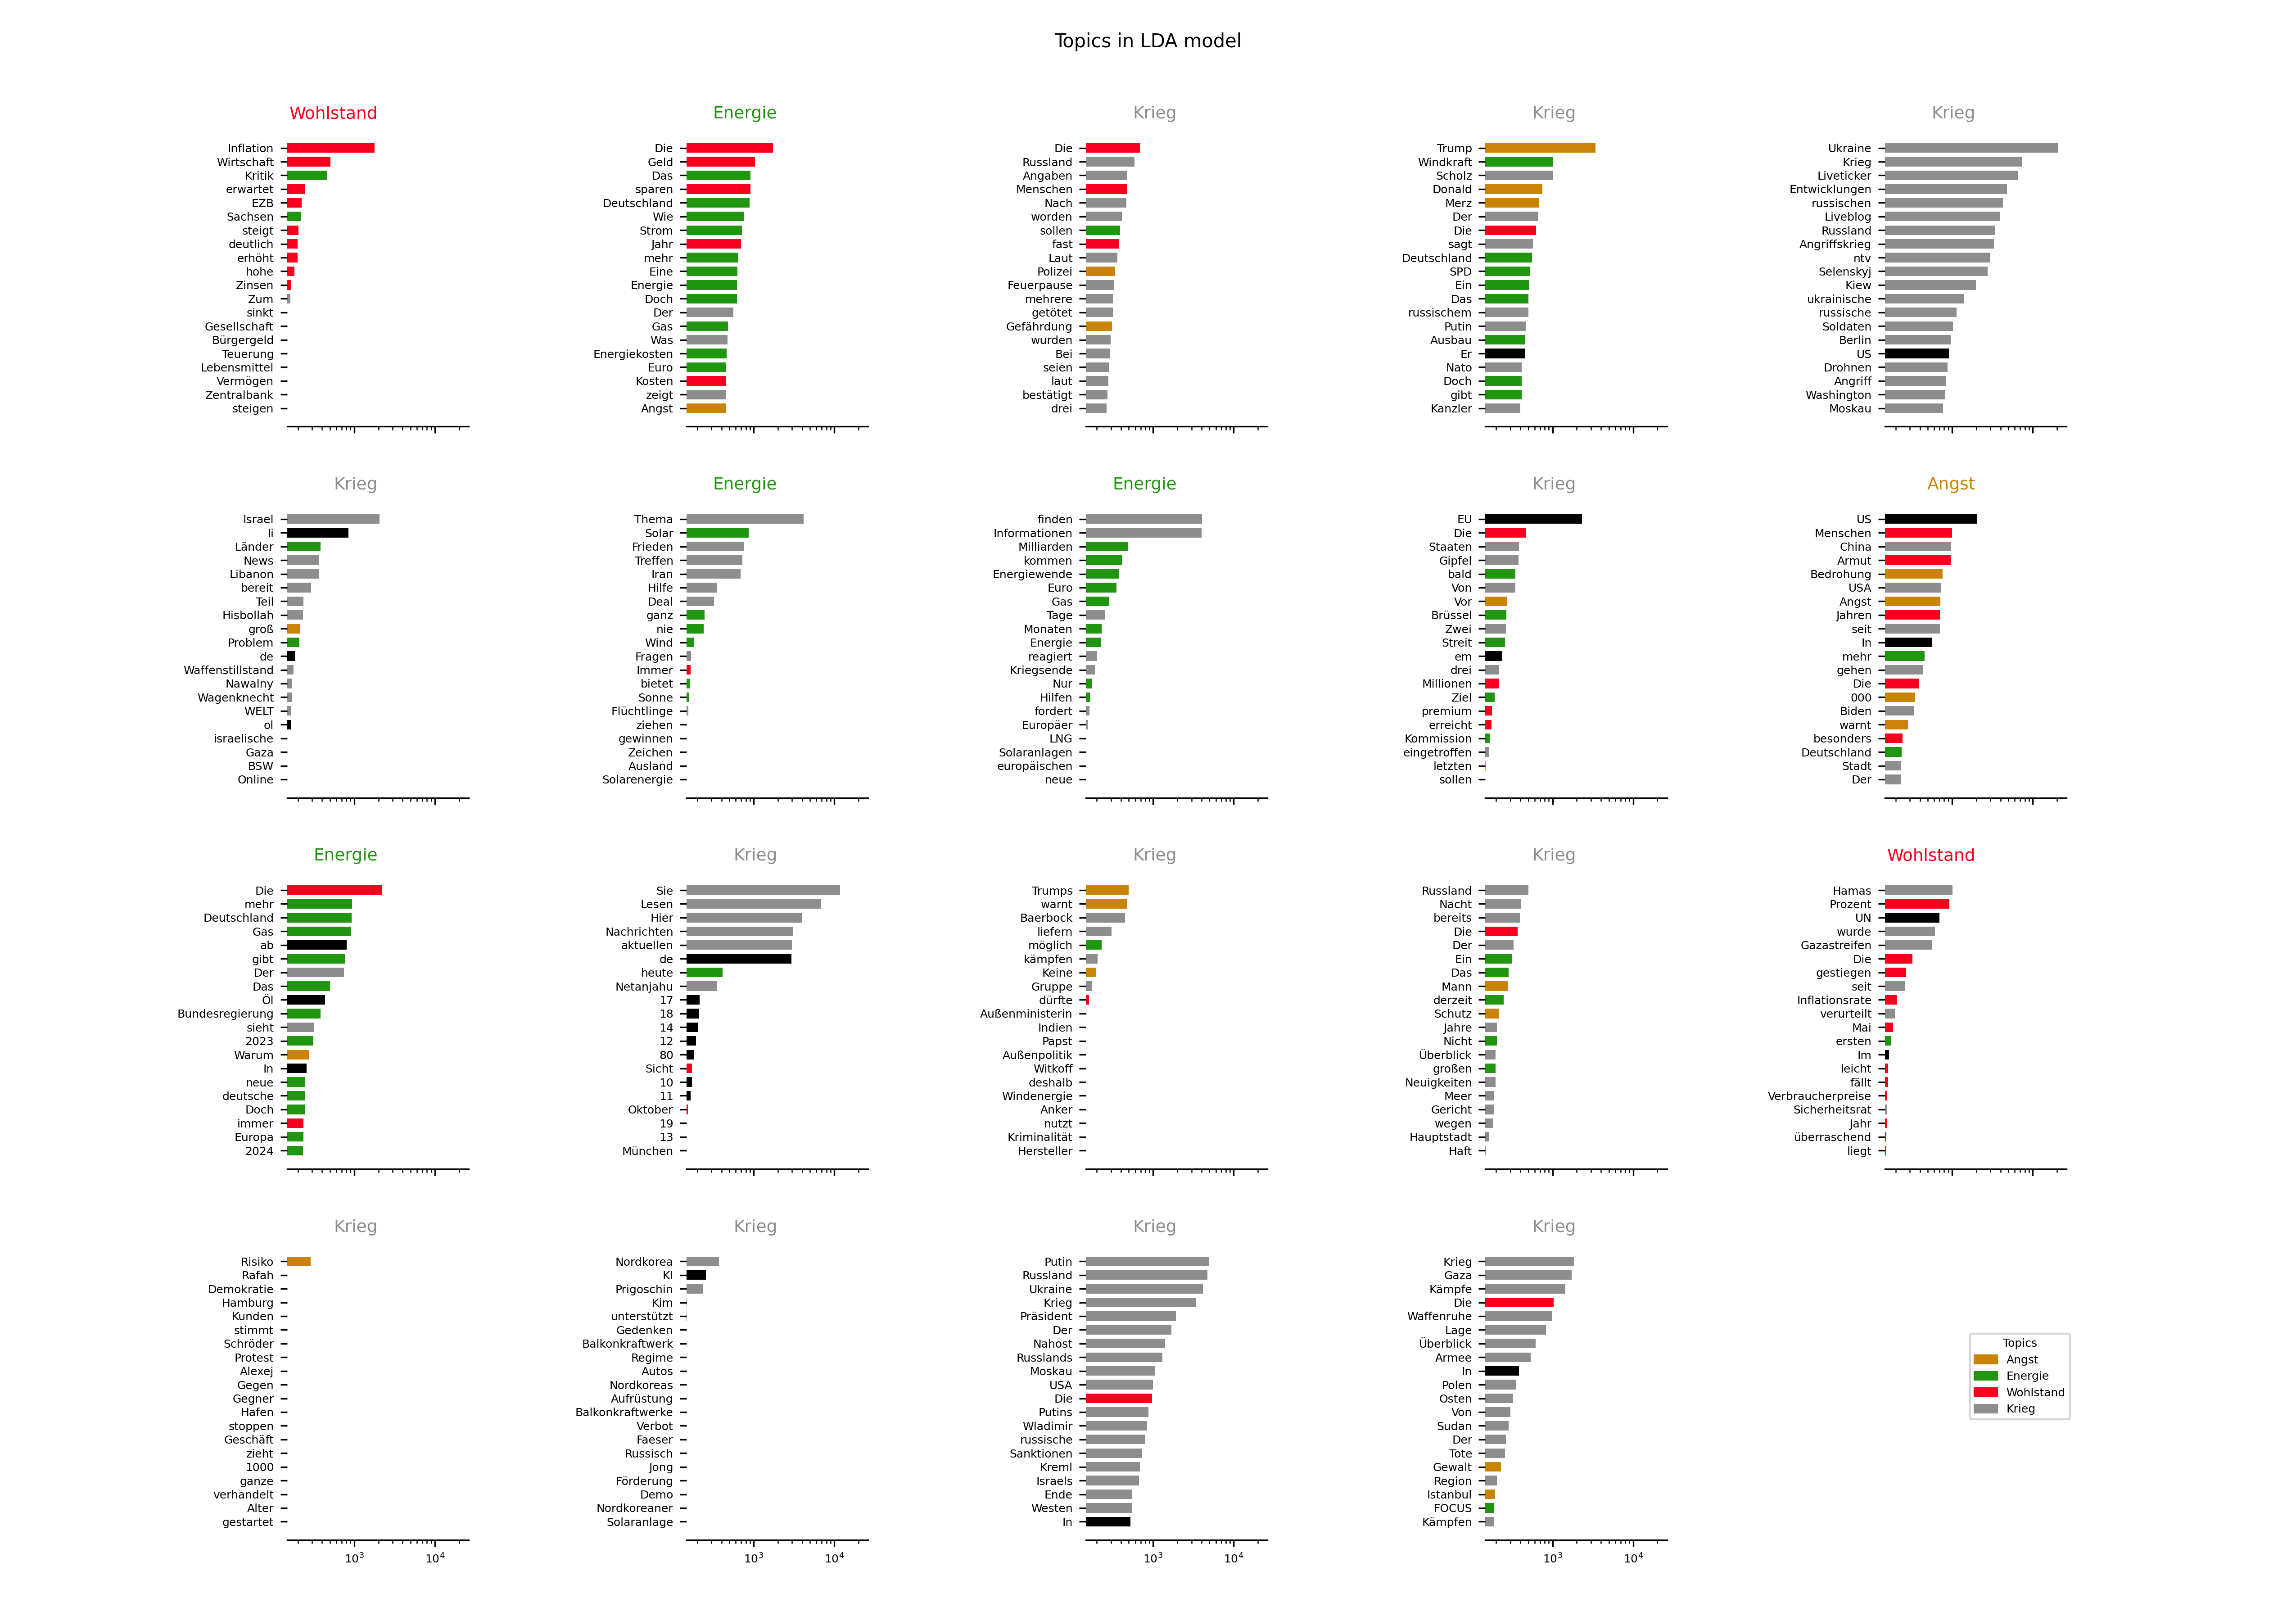 Topics in LDA model
Wohlstand
Inflation
Wirtschaft
Kritik
erwartet
EZB
Sachsen
steigt
deutlich
erhöht
hohe
Zinsen
Zum
sinkt
Gesellschaft
Bürgergeld
Teuerung
Lebensmittel
Vermögen
Zentralbank
steigen
Energie
Die
Geld
Das
sparen
Deutschland
Wie
Strom
Jahr
mehr
Eine
Energie
Doch
Der
Gas
Was
Energiekosten
Euro
Kosten
zeigt
Angst
Krieg
Die
Russland
Angaben
Menschen
Nach
worden
sollen
fast
Laut
Polizei
Feuerpause
mehrere
getötet
Gefährdung
wurden
Bei
seien
laut
bestätigt
drei
Krieg
Trump
Windkraft
Scholz
Donald
Merz
Der
Die
sagt
Deutschland
SPD
Ein
Das
russischem
Putin
Ausbau
Er
Nato
Doch
gibt
Kanzler
Krieg
Ukraine
Krieg
Liveticker
Entwicklungen
russischen
Liveblog
Russland
Angriffskrieg
ntv
Selenskyj
Kiew
ukrainische
russische
Soldaten
Berlin
US
Drohnen
Angriff
Washington
Moskau
Krieg
Israel
li
Länder
News
Libanon
bereit
Teil
Hisbollah
groß
Problem
de
Waffenstillstand
Nawalny
Wagenknecht
WELT
ol
israelische
Gaza
BSW
Online
Energie
Thema
Solar
Frieden
Treffen
Iran
Hilfe
Deal
ganz
nie
Wind
Fragen
Immer
bietet
Sonne
Flüchtlinge
ziehen
gewinnen
Zeichen
Ausland
Solarenergie
Energie
finden
Informationen
Milliarden
kommen
Energiewende
Euro
Gas
Tage
Monaten
Energie
reagiert
Kriegsende
Nur
Hilfen
fordert
Europäer
LNG
Solaranlagen
europäischen
neue
Krieg
EU
Die
Staaten
Gipfel
bald
Von
Vor
Brüssel
Zwei
Streit
em
drei
Millionen
Ziel
premium
erreicht
Kommission
eingetroffen
letzten
sollen
Angst
US
Menschen
China
Armut
Bedrohung
USA
Angst
Jahren
seit
In
mehr
gehen
Die
000
Biden
warnt
besonders
Deutschland
Stadt
Der
Energie
Die
mehr
Deutschland
Gas
ab
gibt
Der
Das
Öl
Bundesregierung
sieht
2023
Warum
In
neue
deutsche
Doch
immer
Europa
2024
Krieg
Sie
Lesen
Hier
Nachrichten
aktuellen
de
heute
Netanjahu
17
18
14
12
80
Sicht
10
11
Oktober
19
13
München
Krieg
Trumps
warnt
Baerbock
liefern
möglich
kämpfen
Keine
Gruppe
dürfte
Außenministerin
Indien
Papst
Außenpolitik
Witkoff
deshalb
Windenergie
Anker
nutzt
Kriminalität
Hersteller
Krieg
Russland
Nacht
bereits
Die
Der
Ein
Das
Mann
derzeit
Schutz
Jahre
Nicht
Überblick
großen
Neuigkeiten
Meer
Gericht
wegen
Hauptstadt
Haft
Wohlstand
Hamas
Prozent
UN
wurde
Gazastreifen
Die
gestiegen
seit
Inflationsrate
verurteilt
Mai
ersten
Im
leicht
fällt
Verbraucherpreise
Sicherheitsrat
Jahr
überraschend
liegt
Krieg
Risiko
Rafah
Demokratie
Hamburg
Kunden
stimmt
Schröder
Protest
Alexej
Gegen
Gegner
Hafen
stoppen
Geschäft
zieht
1000
ganze
verhandelt
Alter
gestartet
10³ 10⁴
Krieg
Nordkorea
KI
Prigoschin
Kim
unterstützt
Gedenken
Balkonkraftwerk
Regime
Autos
Nordkoreas
Aufrüstung
Balkonkraftwerke
Verbot
Faeser
Russisch
Jong
Förderung
Demo
Nordkoreaner
Solaranlage
10³ 10⁴
Krieg
Putin
Russland
Ukraine
Krieg
Präsident
Der
Nahost
Russlands
Moskau
USA
Die
Putins
Wladimir
russische
Sanktionen
Kreml
Israels
Ende
Westen
In
10³ 10⁴
Krieg
Krieg
Gaza
Kämpfe
Die
Waffenruhe
Lage
Überblick
Armee
In
Polen
Osten
Von
Sudan
Der
Tote
Gewalt
Region
Istanbul
FOCUS
Kämpfen
10³ 10⁴
Topics
Angst
Energie
Wohlstand
Krieg